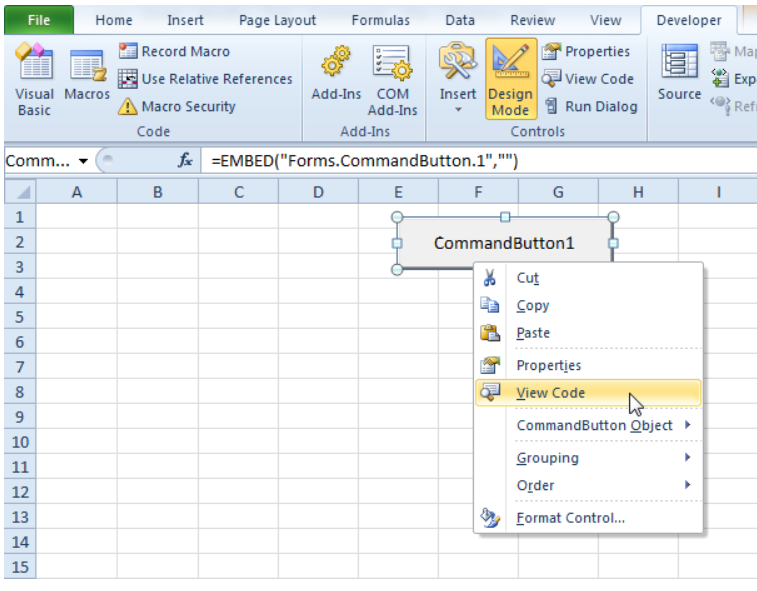 File Home Insert Page Layout Formulas Data Review View Developer
Record Macro Properties Map
Use Relative References View Code Exp
Visual Basic Macros Macro Security Add-Ins COM Add-Ins Insert Design Mode Run Dialog Source Refr
Code Add-Ins Controls
Comm... fx =EMBED("Forms.CommandButton.1","")
A B C D E F G H I
1
2 CommandButton1
3
Cut
4
Copy
5
Paste
6
7 Properties
8 View Code
9
CommandButton Object
10
Grouping
11
Order
12
13 Format Control...
14
15